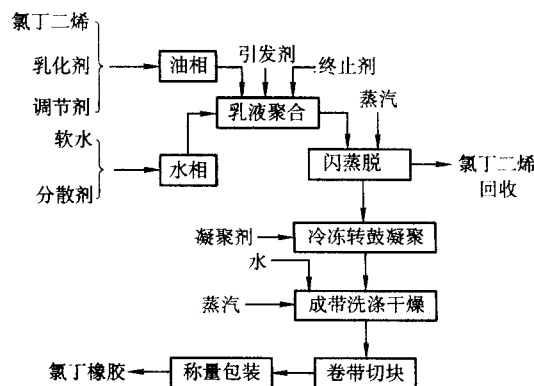 氯丁二烯
乳化剂
调节剂
油相
引发剂
终止剂
乳液聚合
软水
分散剂
水相
蒸汽
闪蒸脱
氯丁二烯
回收
凝聚剂
冷冻转鼓凝聚
水
蒸汽
成带洗涤干燥
氯丁橡胶
称量包装
卷带切块